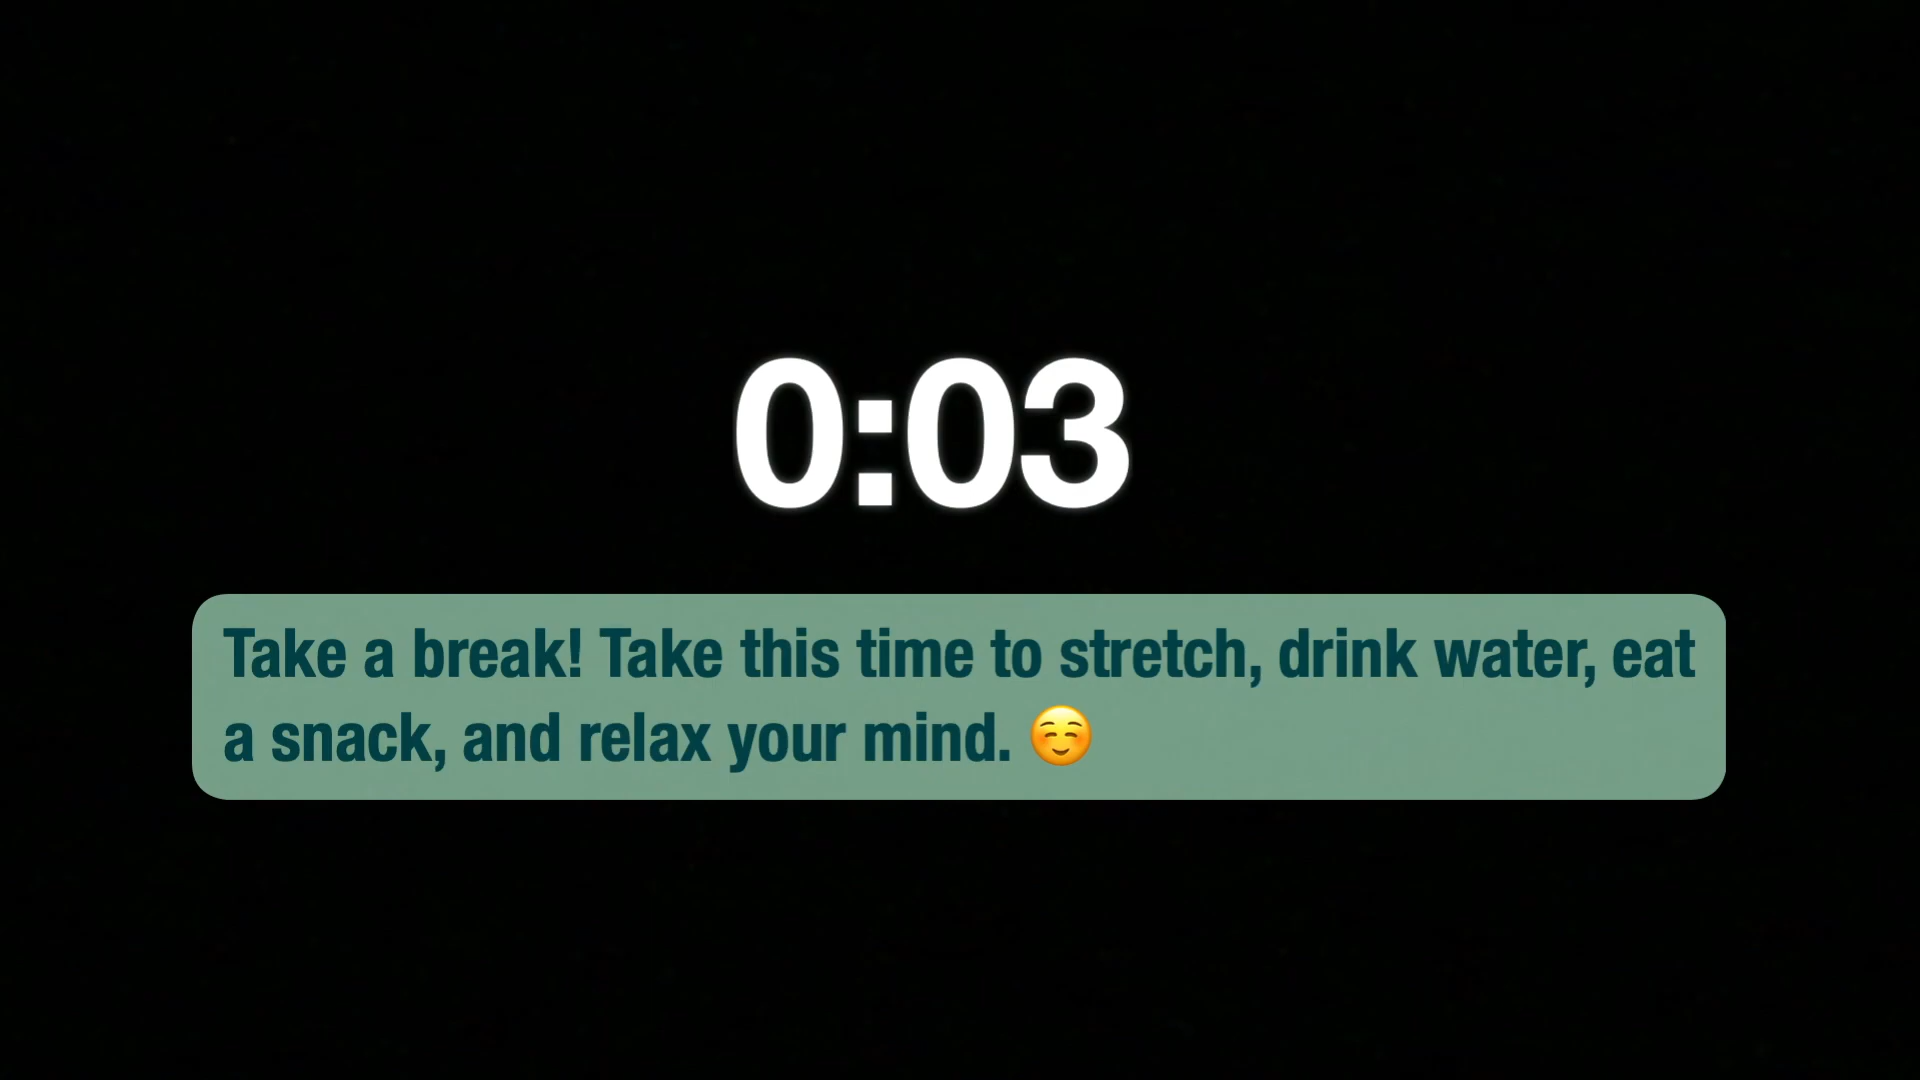 0:03
Take a break! Take this time to stretch, drink water, eat
a snack, and relax your mind. ☺️